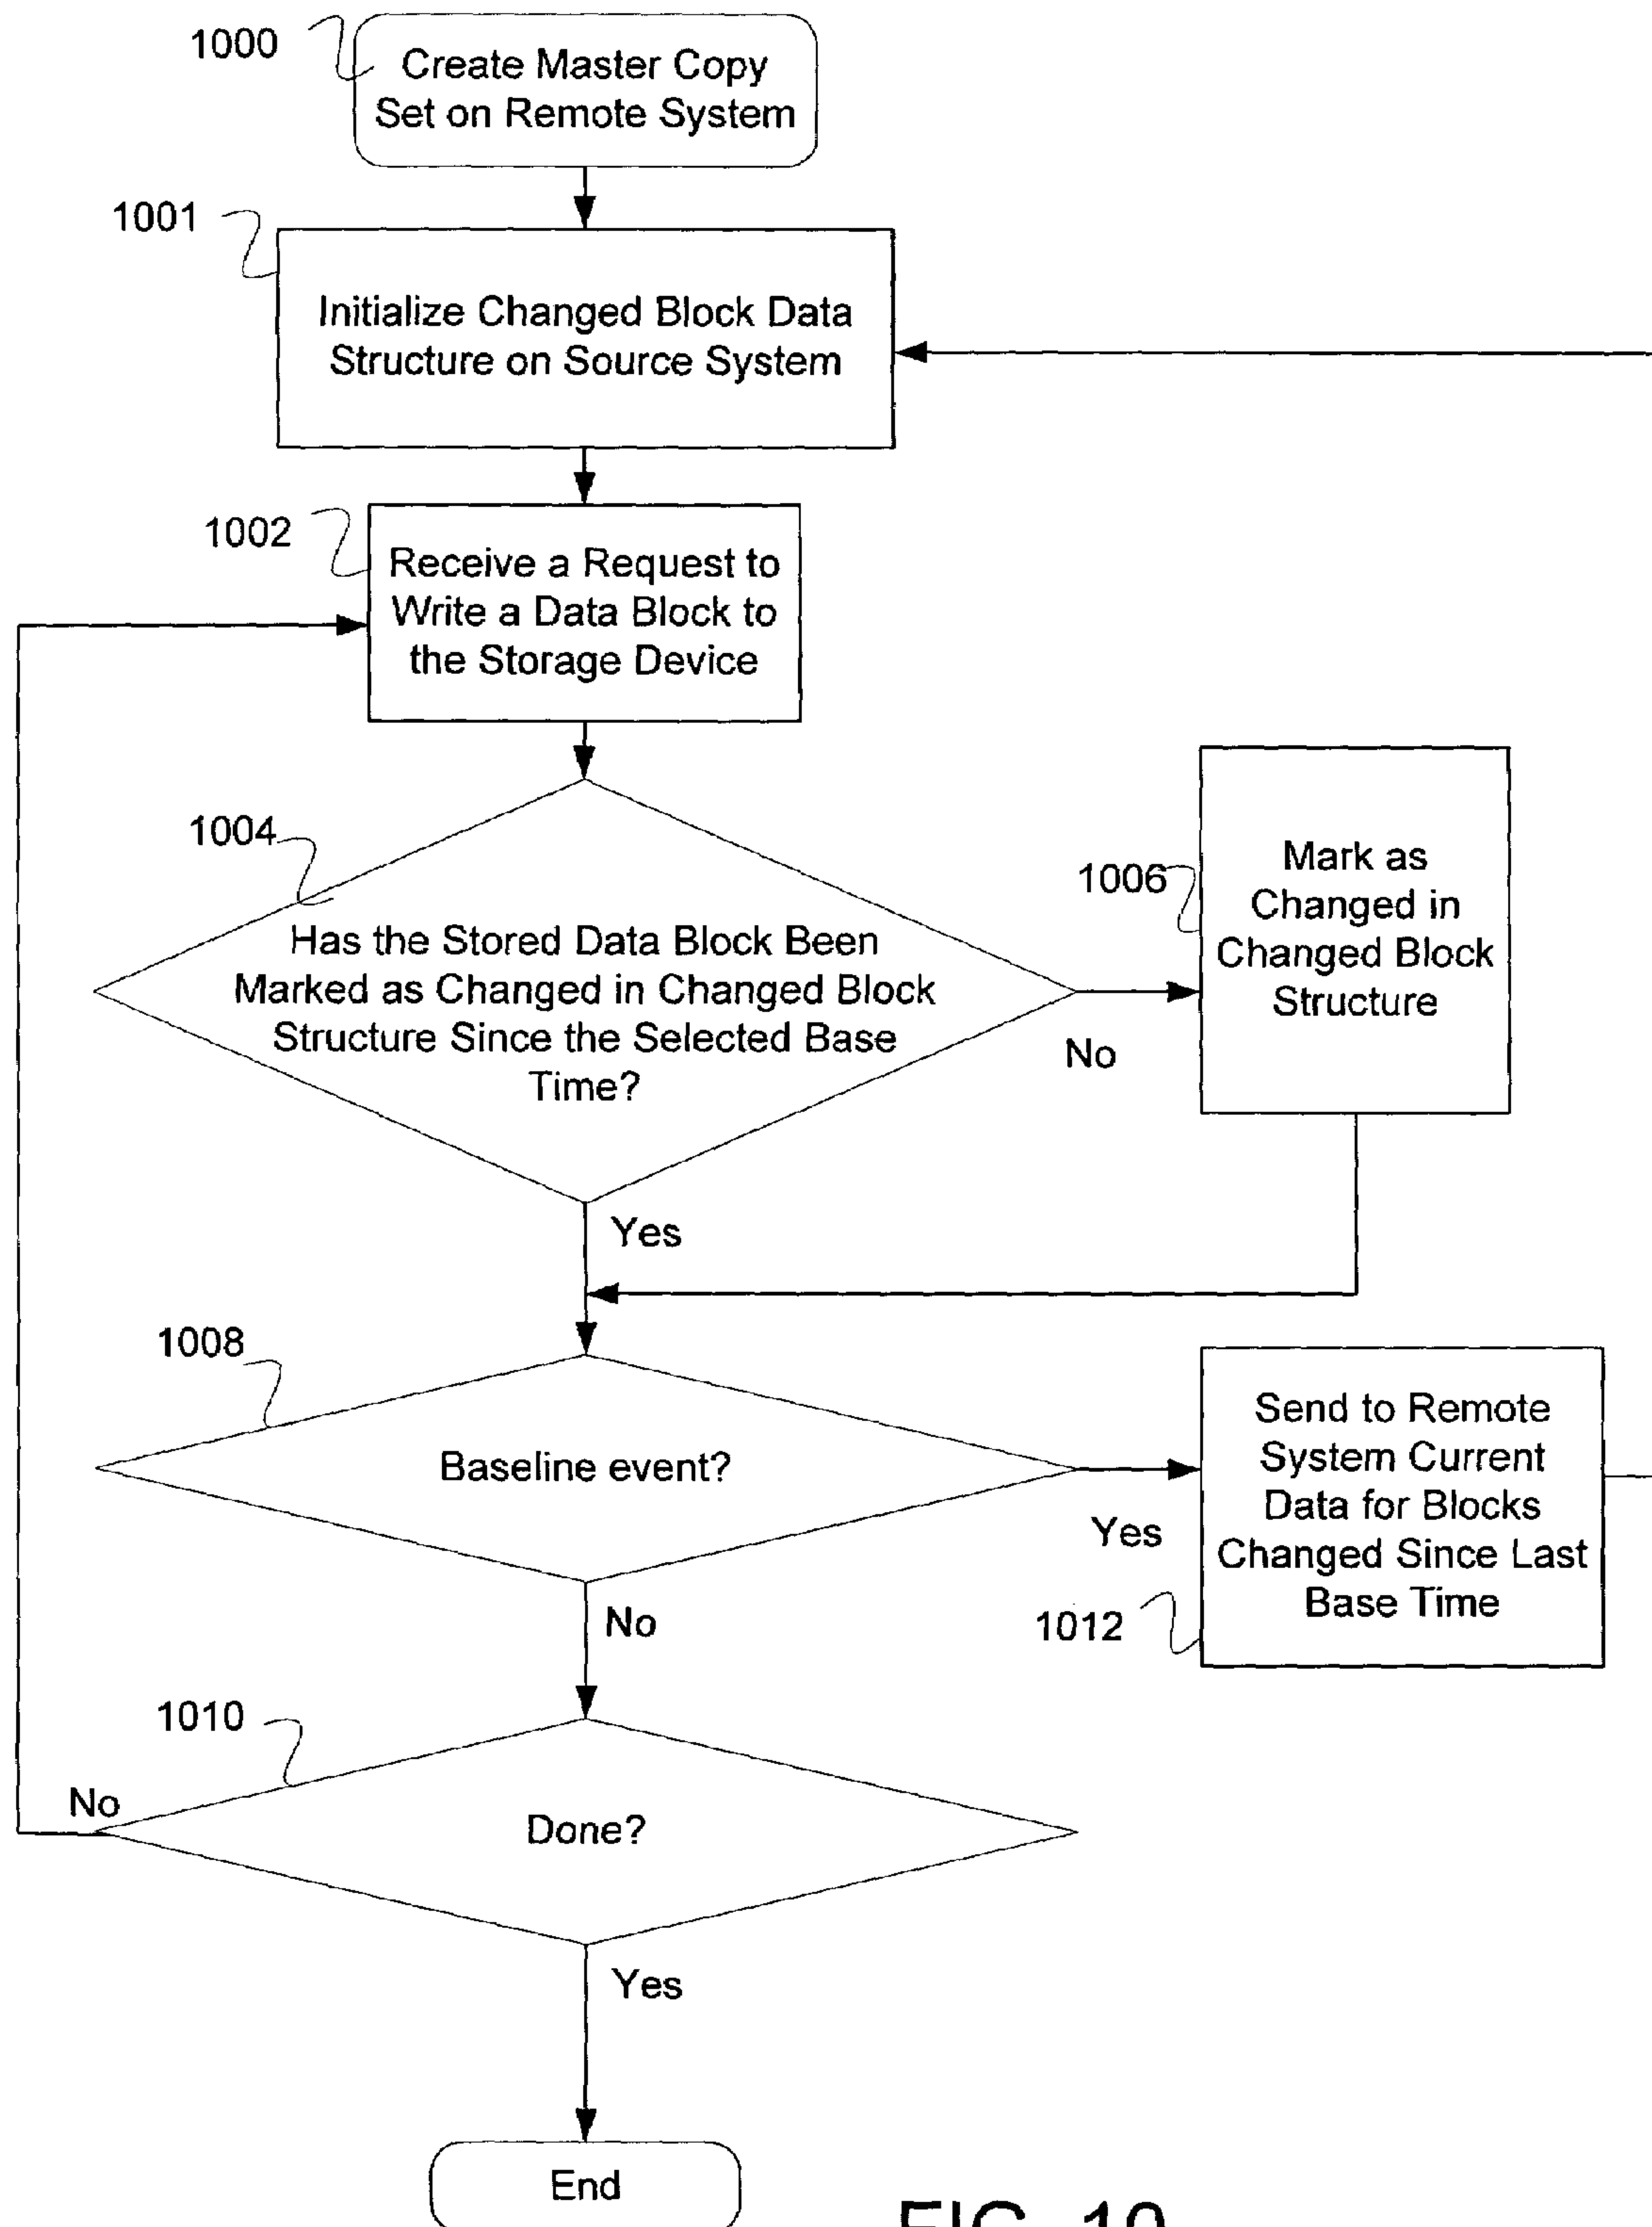 1000
Create Master Copy
Set on Remote System
1001
Initialize Changed Block Data
Structure on Source System
1002
Receive a Request to
Write a Data Block to
the Storage Device
1004
Has the Stored Data Block Been
Marked as Changed in Changed Block
Structure Since the Selected Base
Time?
No
1006
Mark as
Changed in
Changed Block
Structure
Yes
1008
Baseline event?
Yes
1012
Send to Remote
System Current
Data for Blocks
Changed Since Last
Base Time
No
1010
Done?
No
Yes
End
FIG. 10